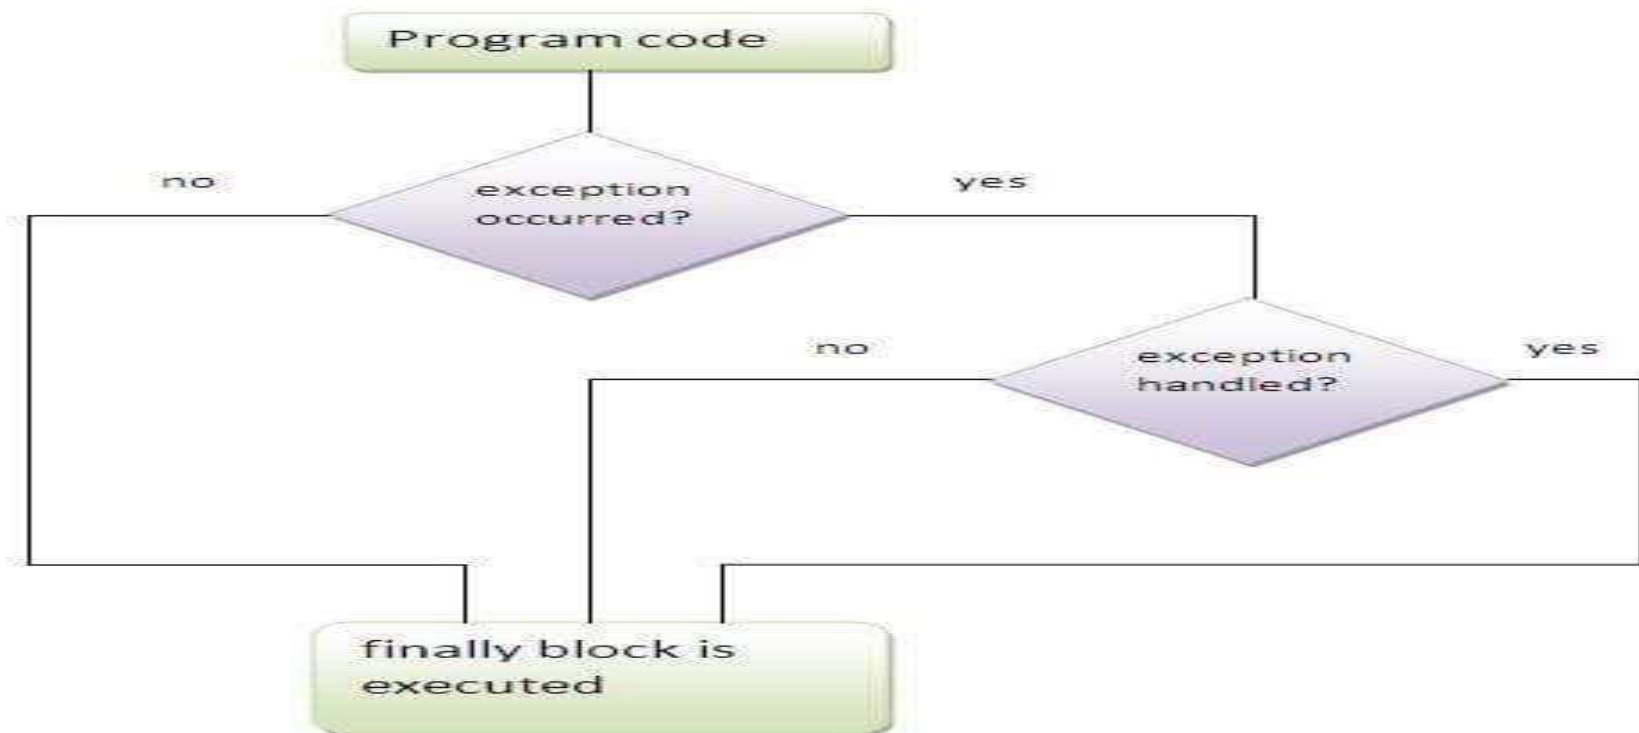 Program code
no
exception
occurred?
yes
no
exception
handled?
yes
finally block is
executed